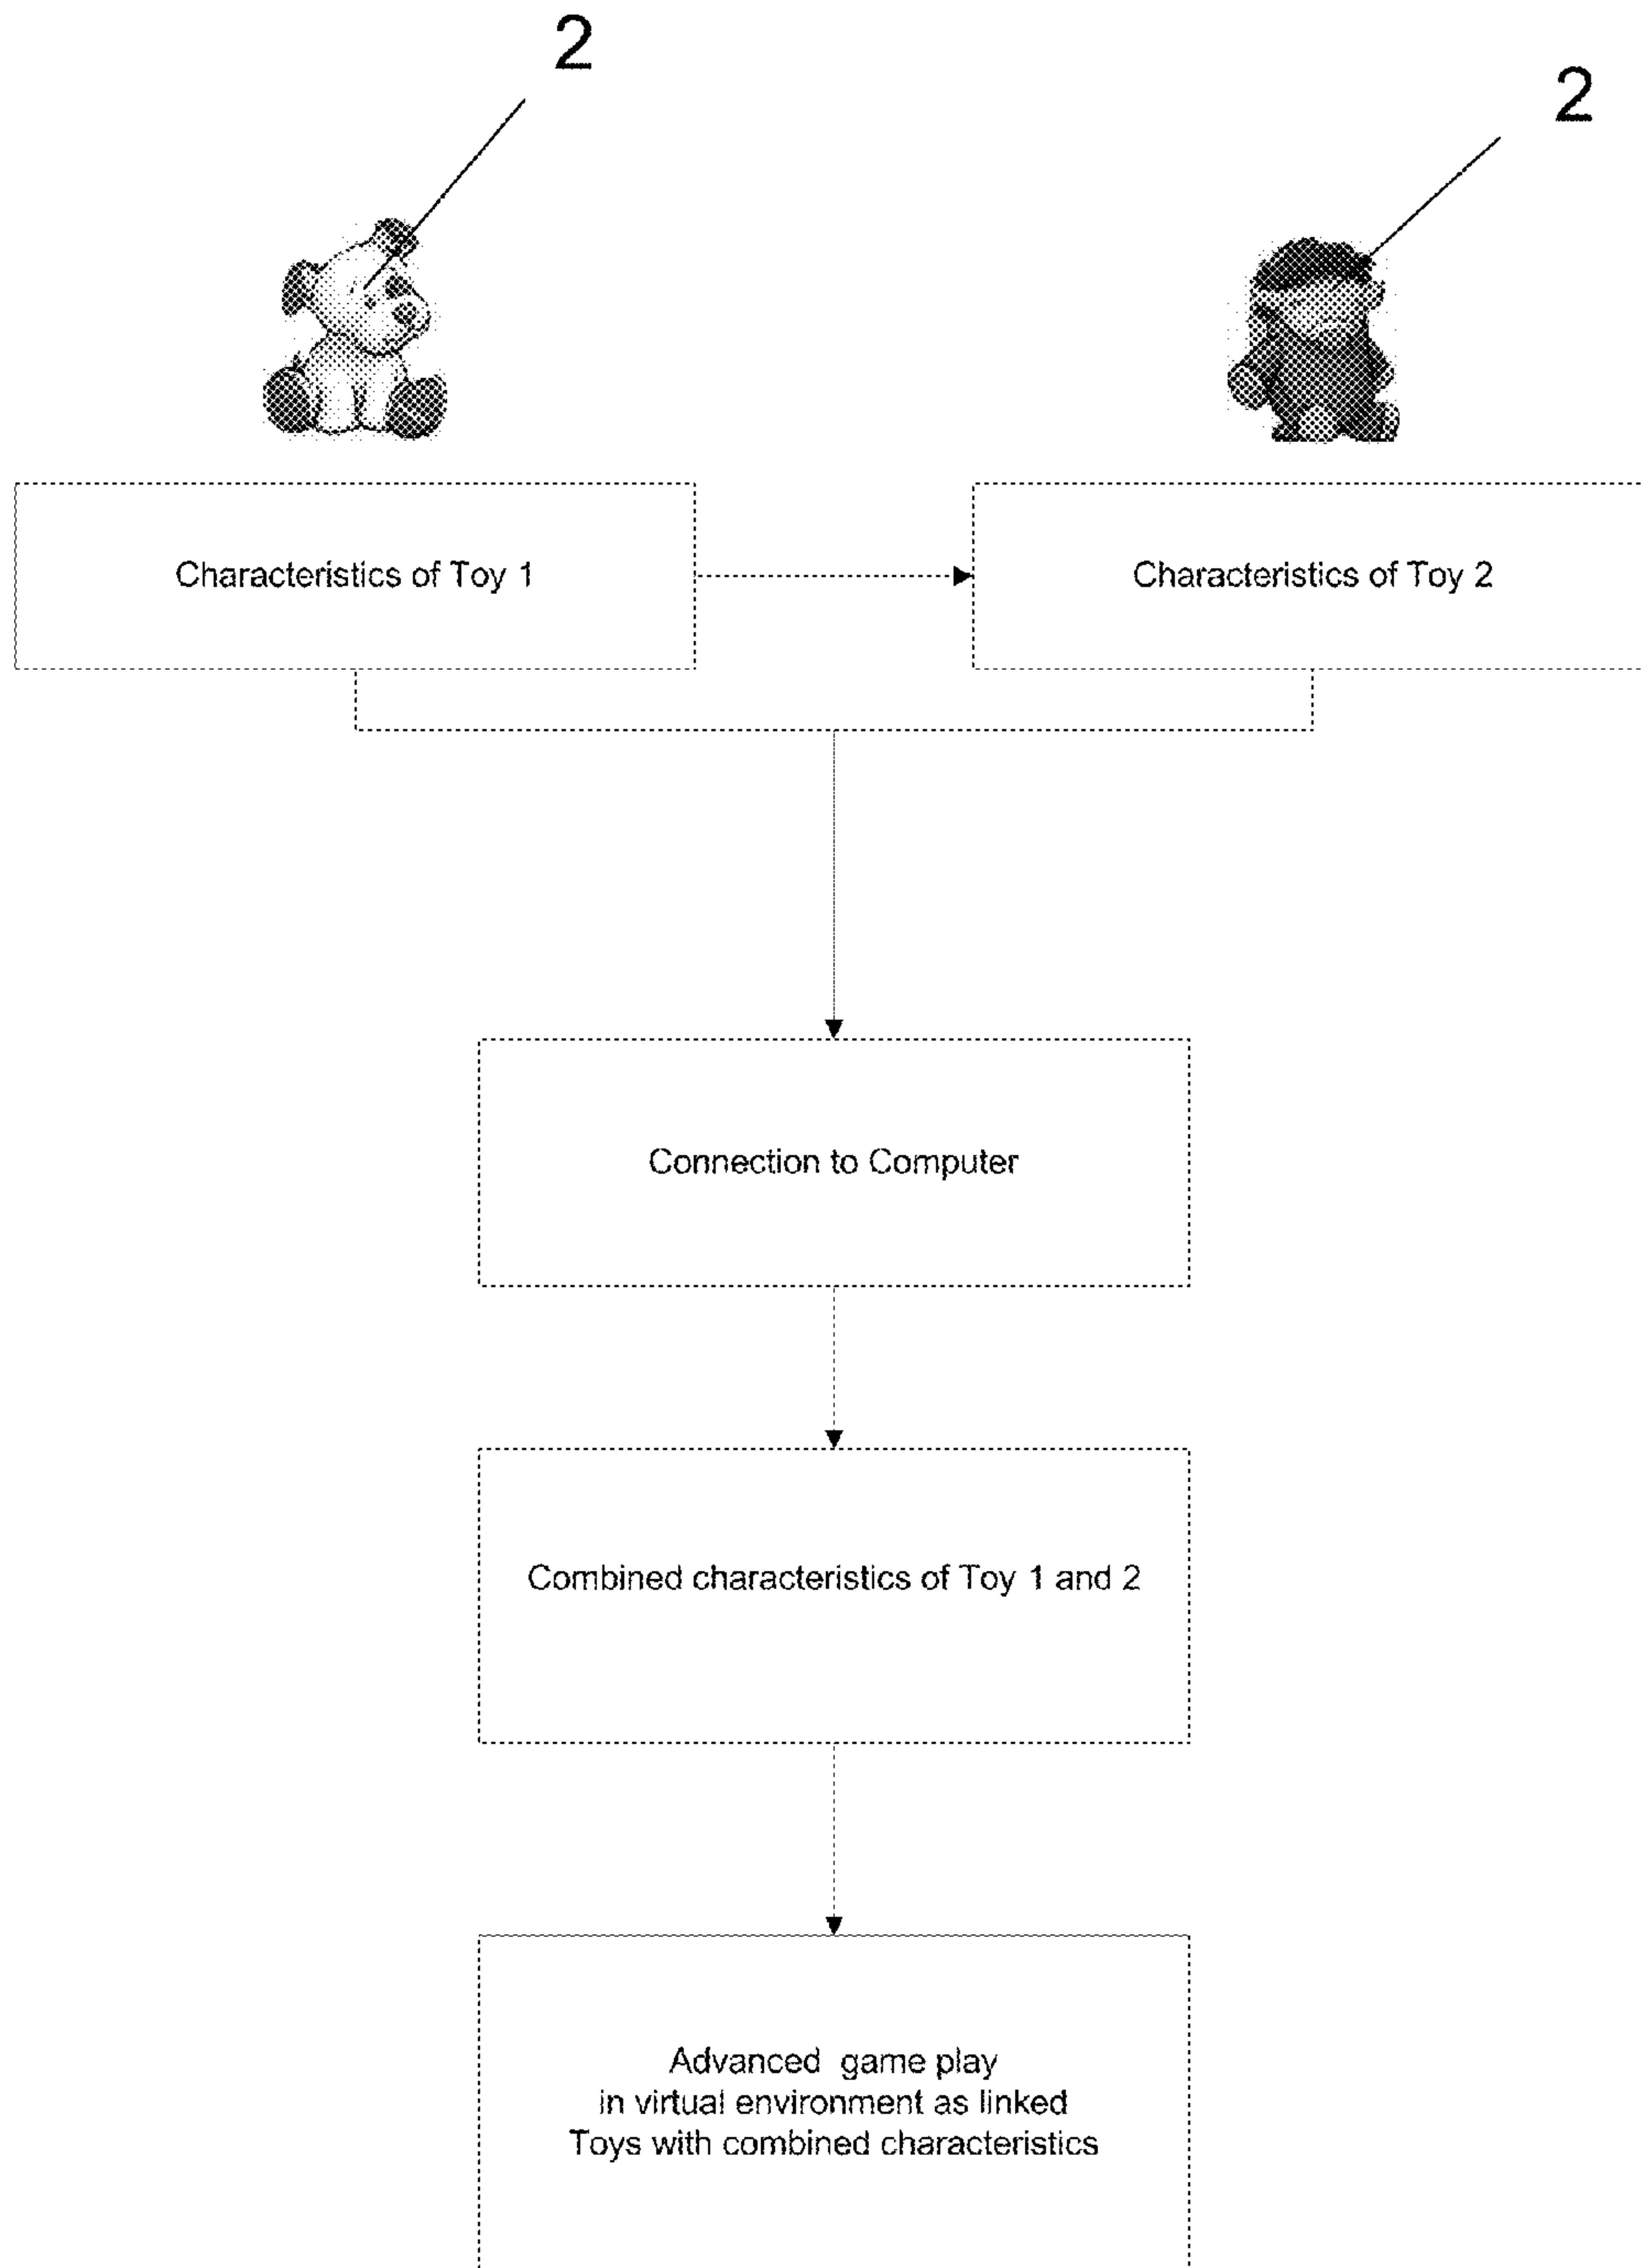 2
2
Characteristics of Toy 1
Characteristics of Toy 2
Connection to Computer
Combined characteristics of Toy 1 and 2
Advanced game play
in virtual environment as linked
Toys with combined characteristics